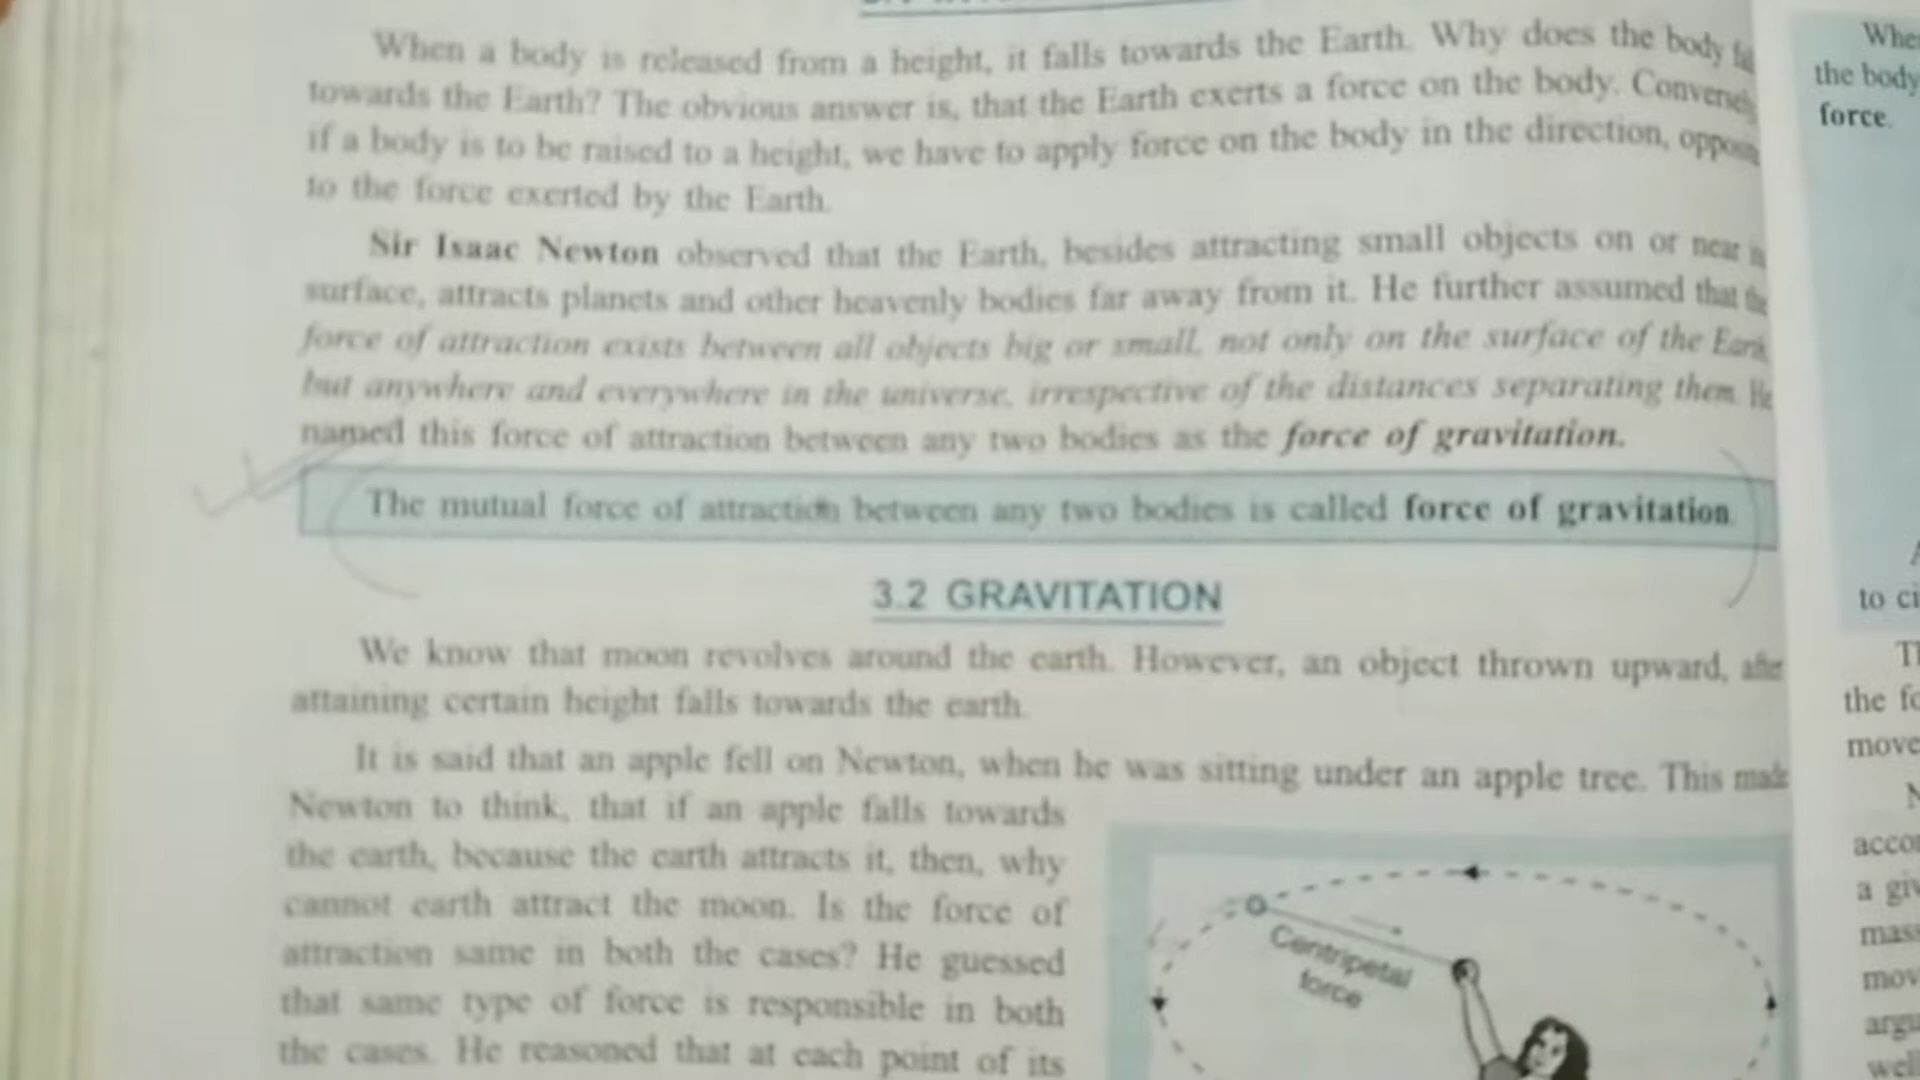 When a body is released from a height, it falls towards the Earth. Why does the body
towards the Earth? The obvious answer is, that the Earth exerts a force on the body.
if a body is to be raised to a height, we have to apply force on the body in the direction,
to the force exerted by the Earth.
Sir Isaac Newton observed that the Earth, besides attracting small objects on or near
surface, attracts planets and other heavenly bodies far away from it. He further assumed that the
force of attraction exists between all objects big or small, not only on the surface of the
but anywhere and everywhere in the universe, irrespective of the distances separating them. He
named this force of attraction between any two bodies as the force of gravitation.
The mutual force of attraction between any two bodies is called force of gravitation.
3.2 GRAVITATION
We know that moon revolves around the earth. However, an object thrown upward, after
attaining certain height falls towards the earth.
It is said that an apple fell on Newton, when he was sitting under an apple tree. This made
Newton to think, that if an apple falls towards
the earth, because the earth attracts it, then, why
cannot earth attract the moon. Is the force of
attraction same in both the cases? He guessed
that same type of force is responsible in both
the cases. He reasoned that at each point of its
Centripetal
force
the body
force.
to ci
the fo
move
a giv
mass